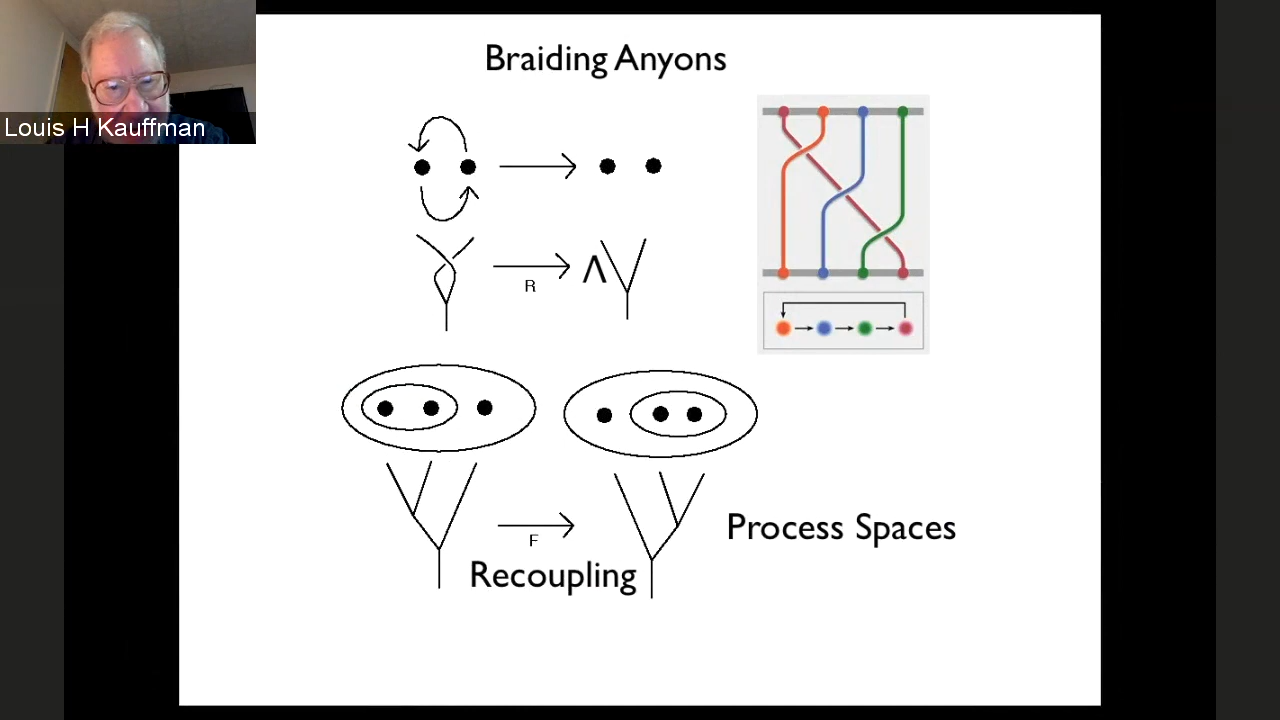 Braiding Anyons
Louis H Kauffman
R
Λ
F
Process Spaces
Recoupling